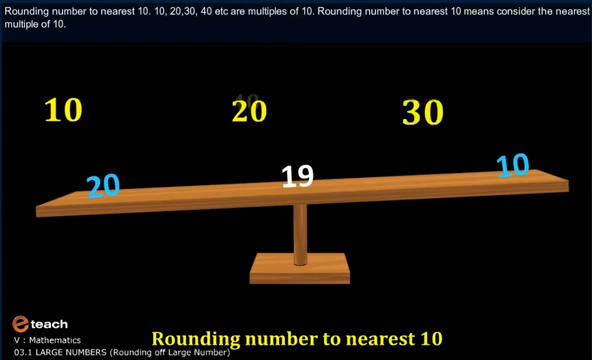 Rounding number to nearest 10. 10, 20,30, 40 etc are multiples of 10. Rounding number to nearest 10 means consider the nearest
multiple of 10.
10 20 30
20 19 10
e teach
V : Mathematics
Rounding number to nearest 10
03.1 LARGE NUMBERS (Rounding off Large Number)